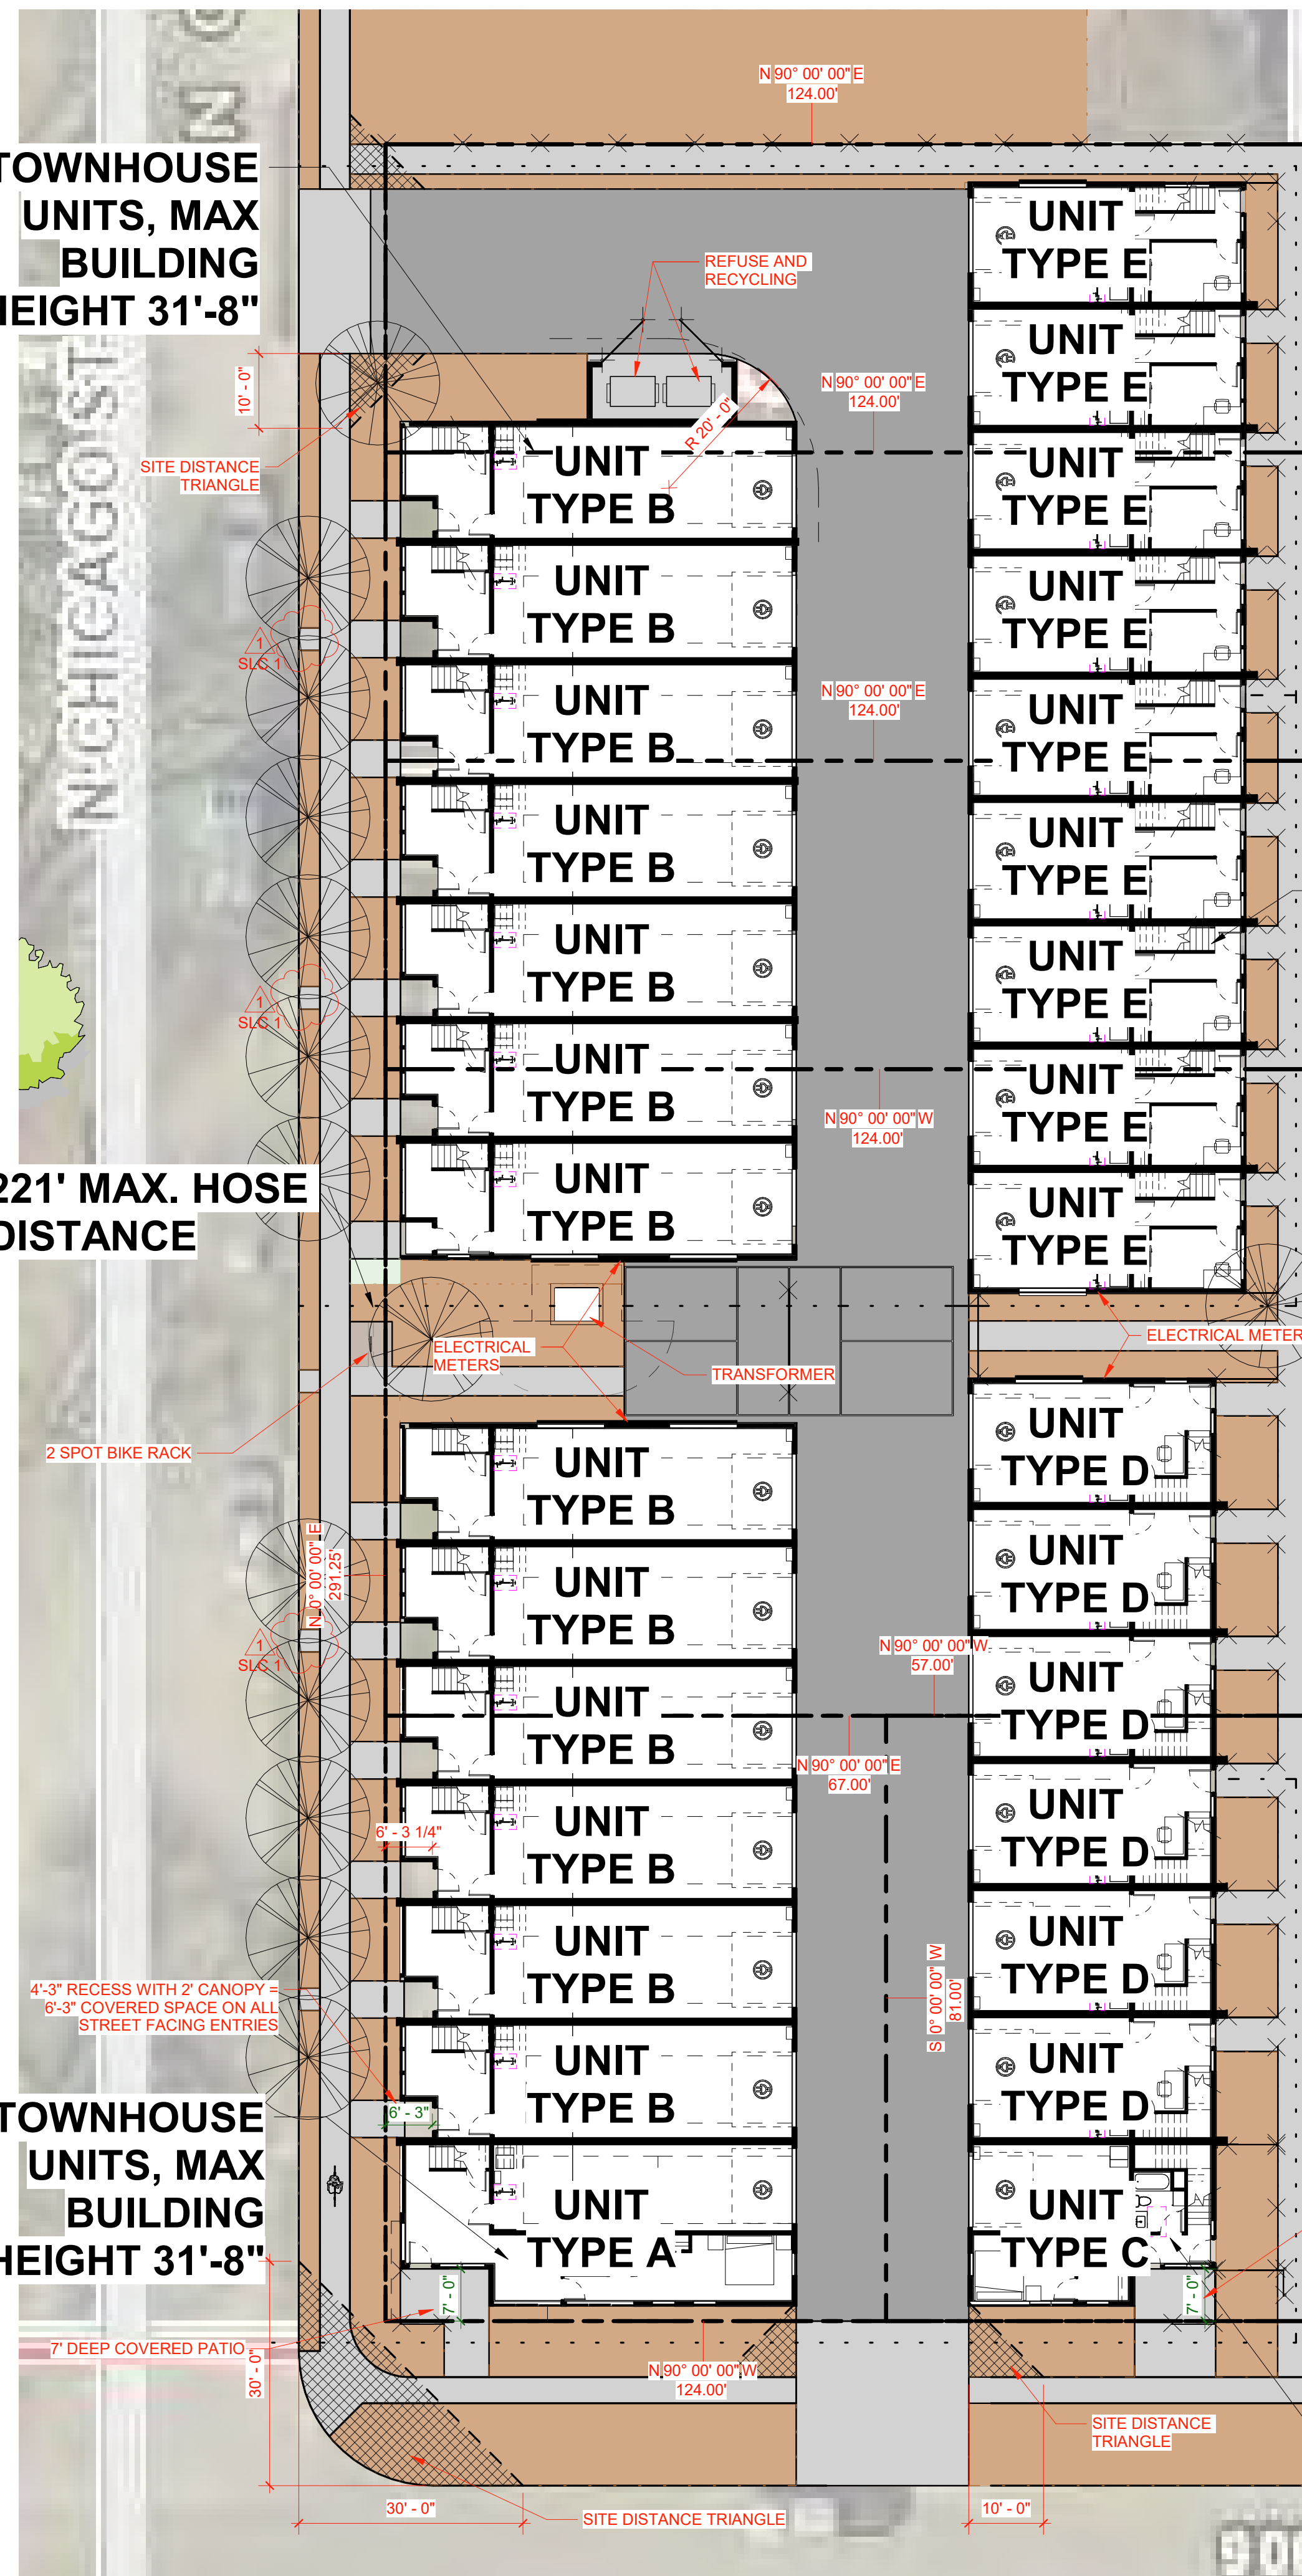 N 90° 00' 00" E
124.00'
TOWNHOUSE
UNITS, MAX
BUILDING
HEIGHT 31'-8"
REFUSE AND
RECYCLING
10' - 0"
SITE DISTANCE
TRIANGLE
R 20' - 0"
N 90° 00' 00" E
124.00'
N CHICAGO ST
UNIT
TYPE E
UNIT
TYPE E
UNIT
TYPE E
UNIT
TYPE E
UNIT
TYPE E
UNIT
TYPE E
UNIT
TYPE E
UNIT
TYPE E
UNIT
TYPE E
UNIT
TYPE B
UNIT
TYPE B
UNIT
TYPE B
UNIT
TYPE B
UNIT
TYPE B
UNIT
TYPE B
UNIT
TYPE B
1
SLC 1
N 90° 00' 00" E
124.00'
1
SLC 1
N 90° 00' 00" W
124.00'
221' MAX. HOSE
DISTANCE
ELECTRICAL
METERS
TRANSFORMER
ELECTRICAL METER
2 SPOT BIKE RACK
N 0° 00' 00" E
291.25'
1
SLC 1
UNIT
TYPE B
UNIT
TYPE B
UNIT
TYPE B
UNIT
TYPE B
UNIT
TYPE B
UNIT
TYPE B
UNIT
TYPE A
UNIT
TYPE D
UNIT
TYPE D
UNIT
TYPE D
UNIT
TYPE D
UNIT
TYPE D
UNIT
TYPE D
UNIT
TYPE C
N 90° 00' 00" W
57.00'
N 90° 00' 00" E
67.00'
6' - 3 1/4"
S 0° 00' 00" W
81.00'
4'-3" RECESS WITH 2' CANOPY =
6'-3" COVERED SPACE ON ALL
STREET FACING ENTRIES
6' - 3"
TOWNHOUSE
UNITS, MAX
BUILDING
HEIGHT 31'-8"
7' - 0"
7' - 0"
7' DEEP COVERED PATIO
30' - 0"
N 90° 00' 00" W
124.00'
SITE DISTANCE
TRIANGLE
30' - 0"
SITE DISTANCE TRIANGLE
10' - 0"